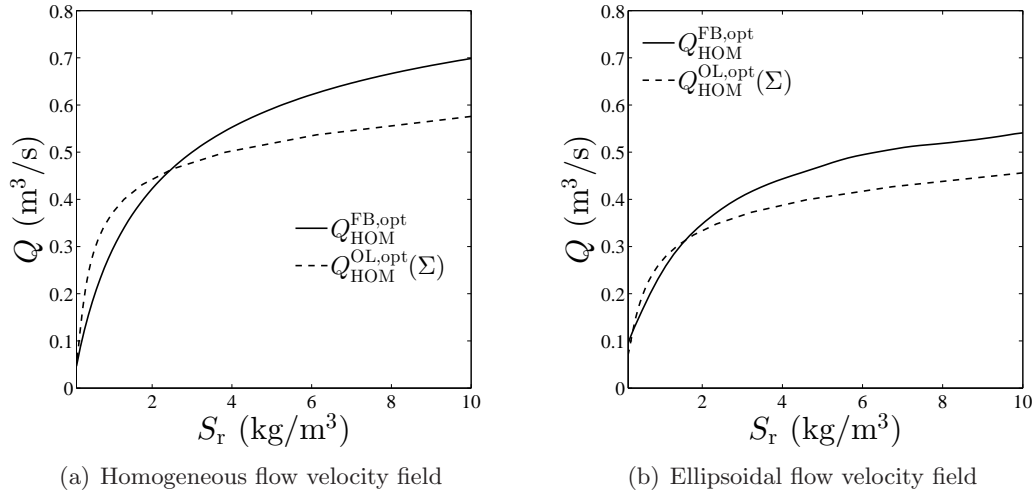 0.8
0.7
0.6
0.5
0.4
0.3
0.2
0.1
0
2 4 6 8 10
Q (m³/s)
S_r (kg/m³)
Q_HOM^FB,opt
Q_HOM^OL,opt(Σ)
(a) Homogeneous flow velocity field
0.8
0.7
0.6
0.5
0.4
0.3
0.2
0.1
0
2 4 6 8 10
Q (m³/s)
S_r (kg/m³)
Q_HOM^FB,opt
Q_HOM^OL,opt(Σ)
(b) Ellipsoidal flow velocity field